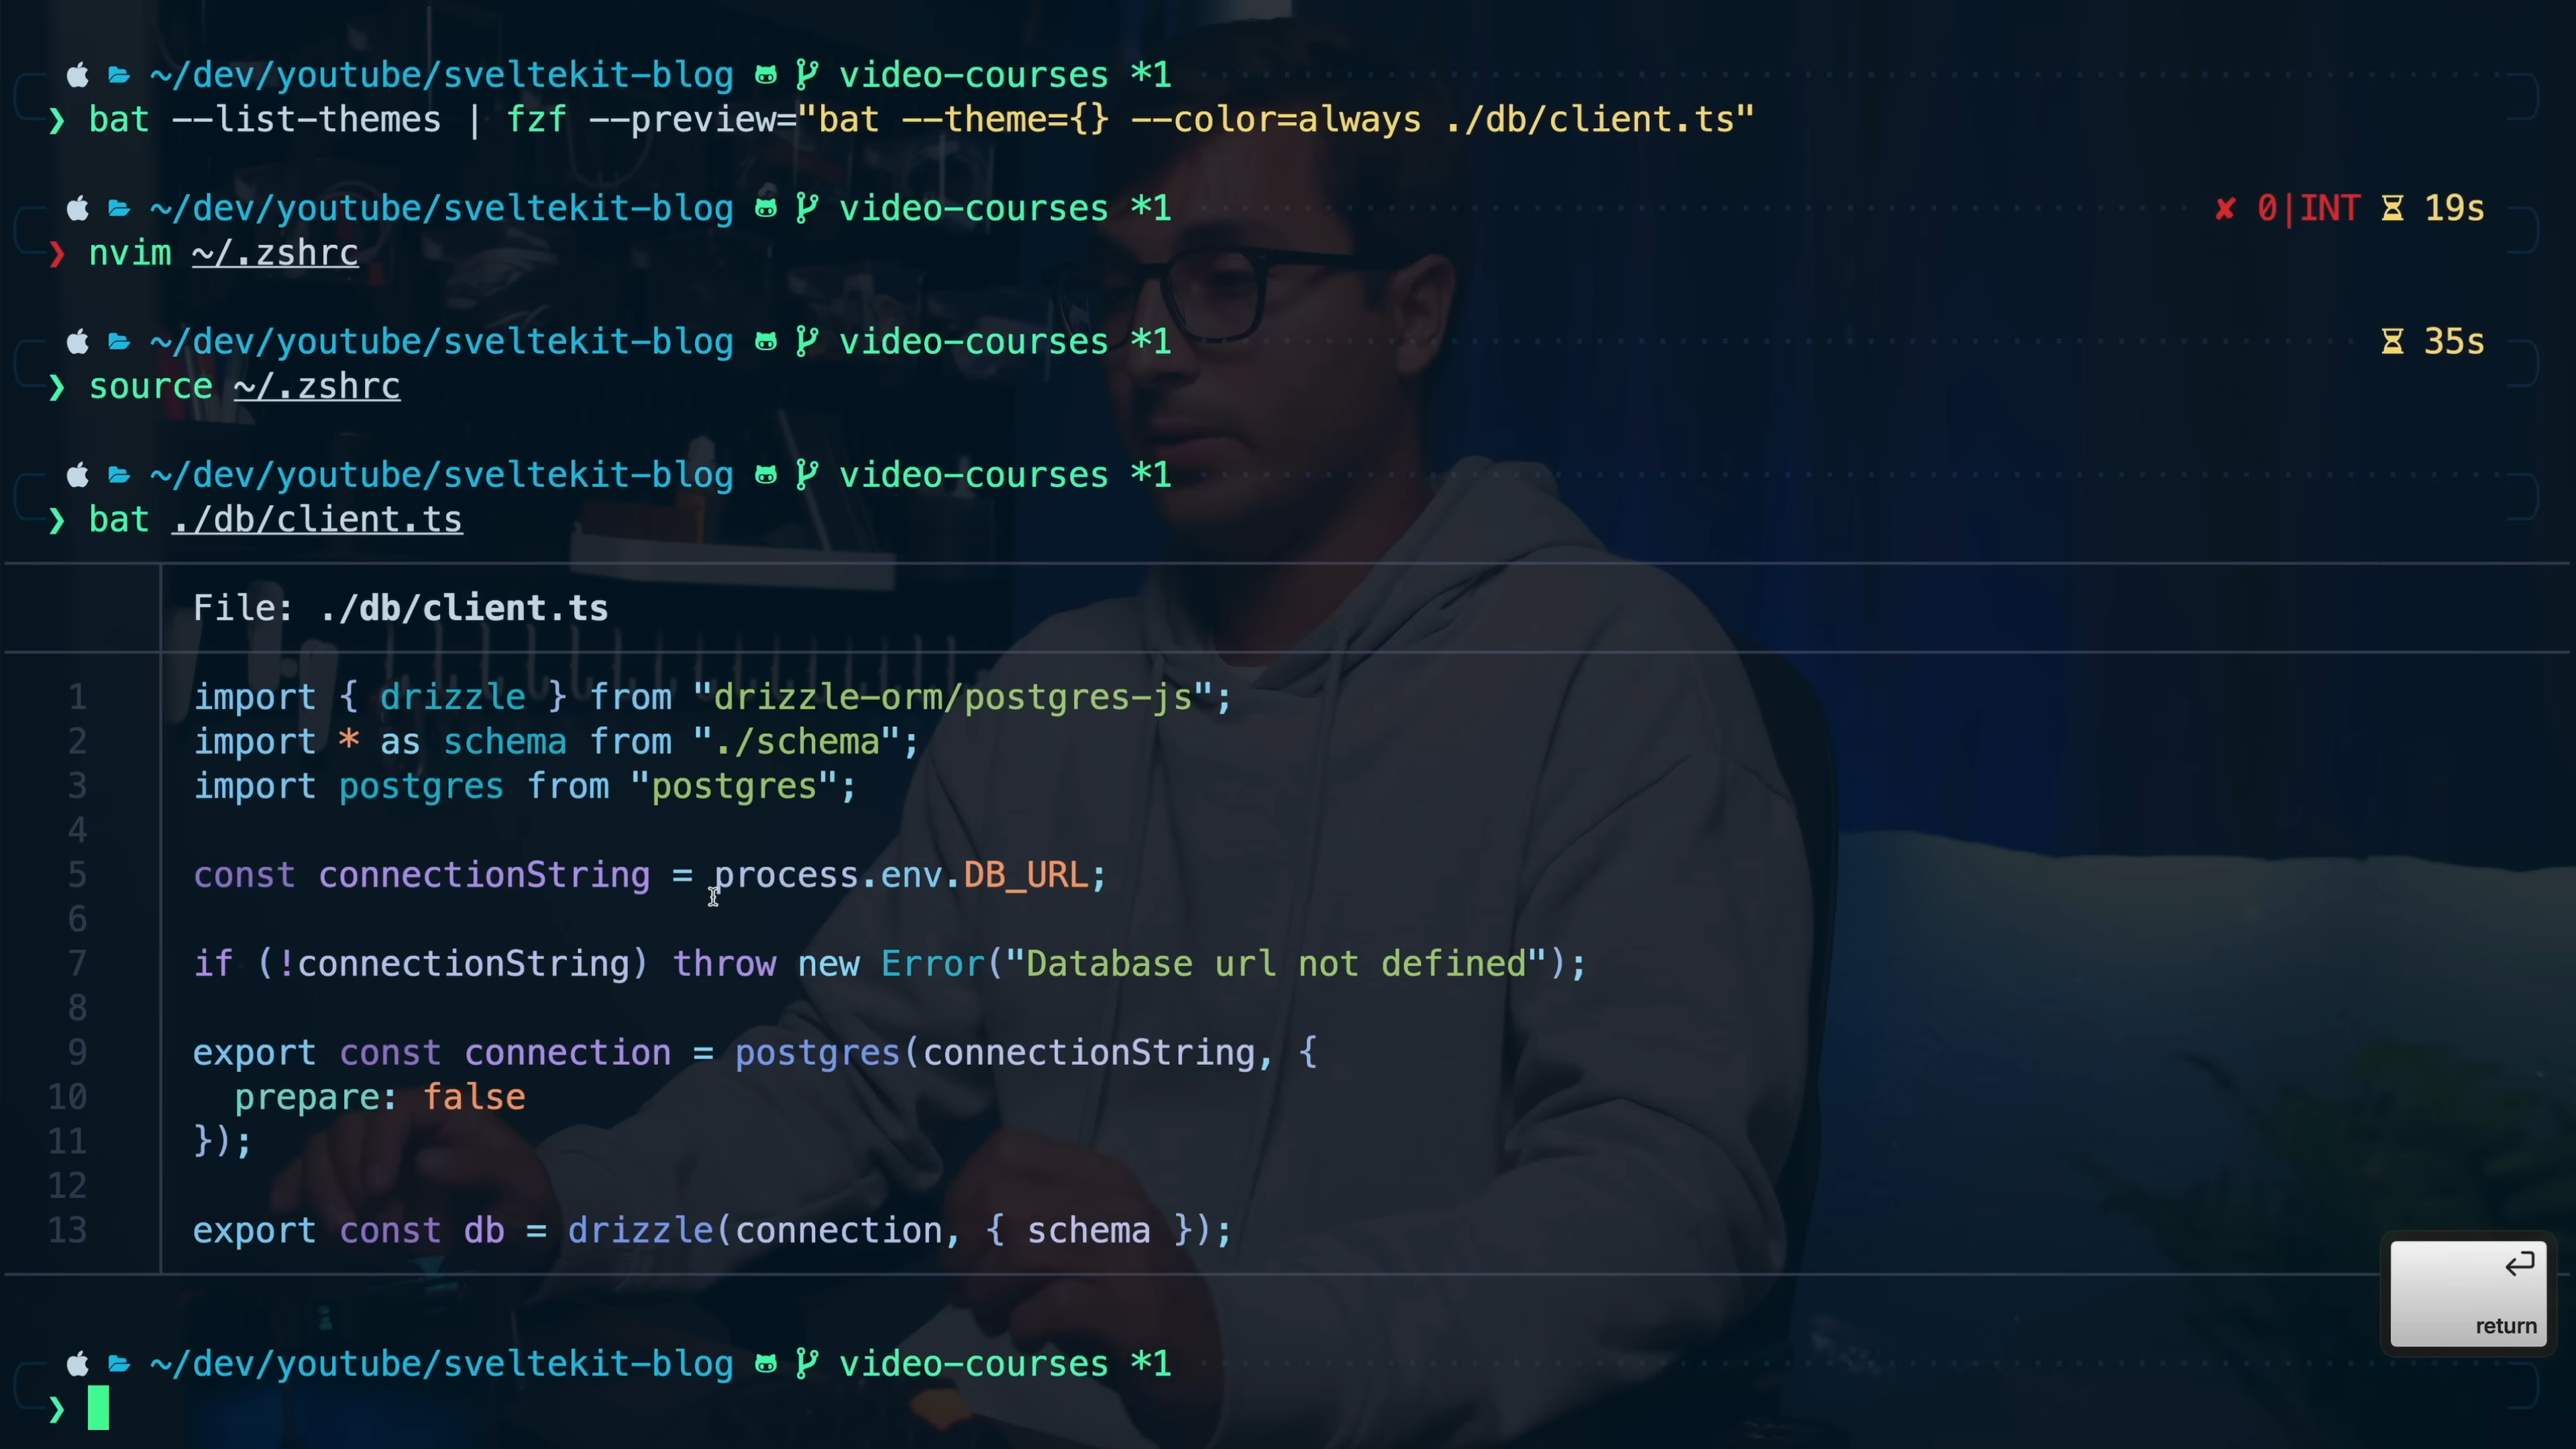 ~/dev/youtube/sveltekit-blog video-courses *1
❯ bat --list-themes | fzf --preview="bat --theme={} --color=always ./db/client.ts"
~/dev/youtube/sveltekit-blog video-courses *1 ✘ 0|INT 19s
❯ nvim ~/.zshrc
~/dev/youtube/sveltekit-blog video-courses *1 35s
❯ source ~/.zshrc
~/dev/youtube/sveltekit-blog video-courses *1
❯ bat ./db/client.ts
File: ./db/client.ts
1 import { drizzle } from "drizzle-orm/postgres-js";
2 import * as schema from "./schema";
3 import postgres from "postgres";
4
5 const connectionString = process.env.DB_URL;
6
7 if (!connectionString) throw new Error("Database url not defined");
8
9 export const connection = postgres(connectionString, {
10   prepare: false
11 });
12
13 export const db = drizzle(connection, { schema });
return
~/dev/youtube/sveltekit-blog video-courses *1
❯